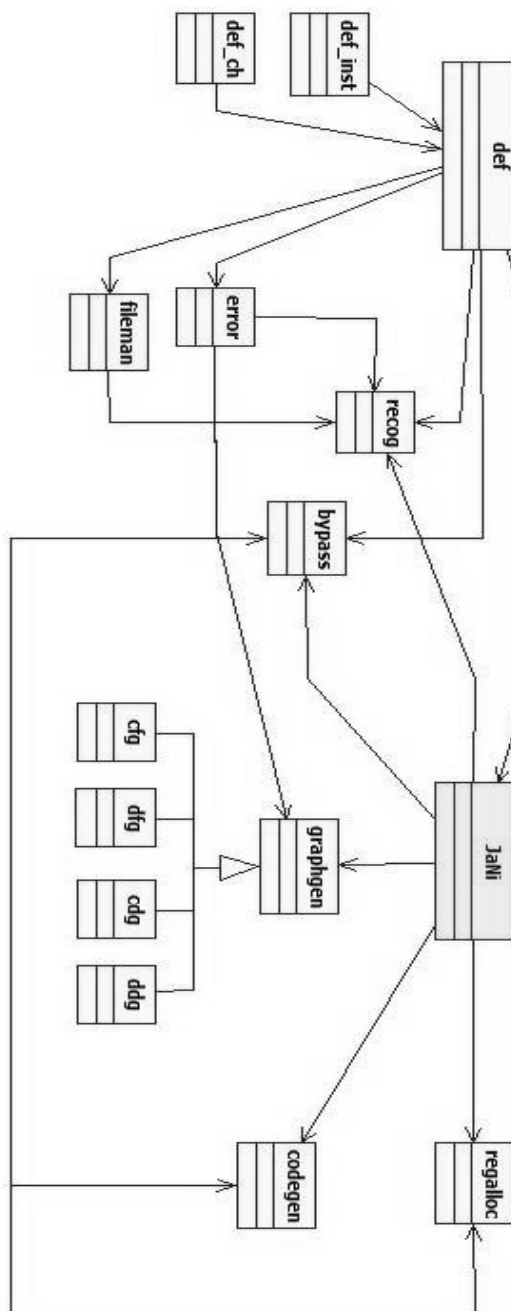 def
def_inst
def_ch
error
fileman
recog
bypass
JaNi
graphgen
cfg
dfg
cdg
ddg
regalloc
codegen